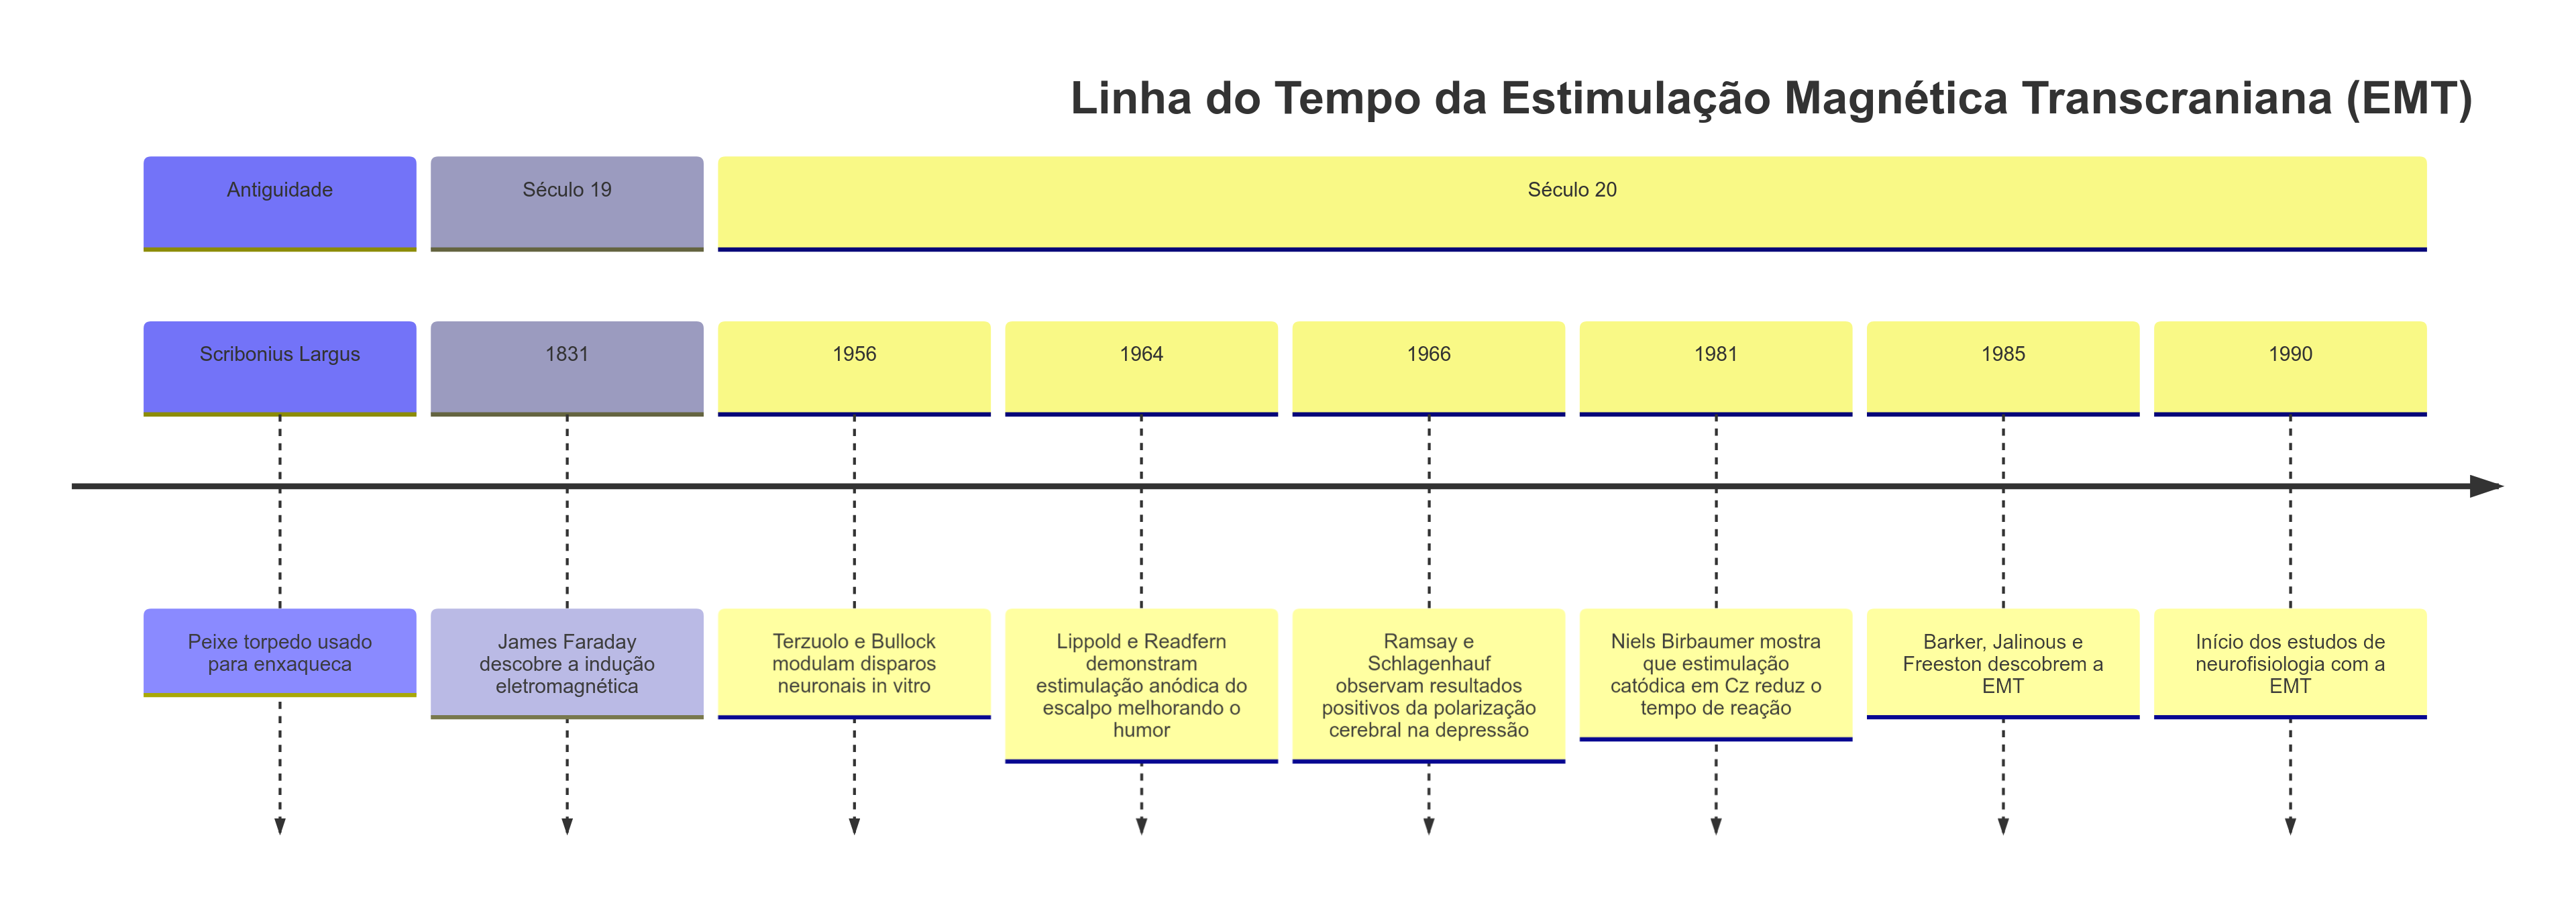 Linha do Tempo da Estimulação Magnética Transcraniana (EMT)
Antiguidade
Século 19
Século 20
Scribonius Largus
1831
1956
1964
1966
1981
1985
1990
Peixe torpedo usado
para enxaqueca
James Faraday
descobre a indução
eletromagnética
Terzuolo e Bullock
modulam disparos
neuronais in vitro
Lippold e Readfern
demonstram
estimulação anódica do
escalpo melhorando o
humor
Ramsay e
Schlagenhauf
observam resultados
positivos da polarização
cerebral na depressão
Niels Birbaumer mostra
que estimulação
catódica em Cz reduz o
tempo de reação
Barker, Jalinous e
Freeston descobrem a
EMT
Início dos estudos de
neurofisiologia com a
EMT